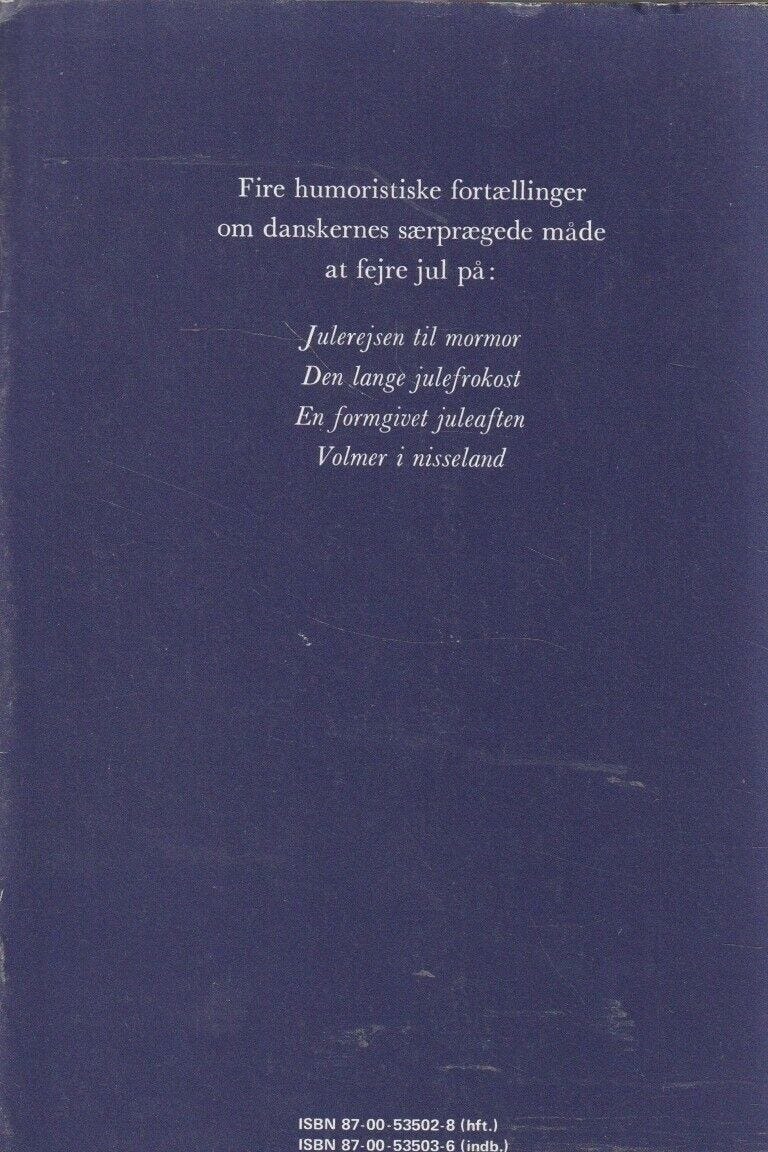 Fire humoristiske fortællinger
om danskernes særprægede måde
at fejre jul på:
Julerejsen til mormor
Den lange julefrokost
En formgivet juleaften
Volmer i nisseland
ISBN 87-00-53502-8 (hft.)
ISBN 87-00-53503-6 (indb.)